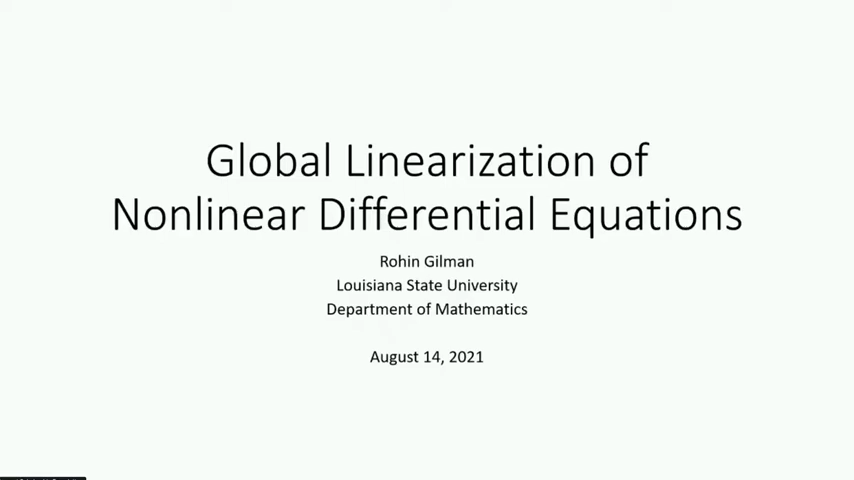 Global Linearization of
Nonlinear Differential Equations
Rohin Gilman
Louisiana State University
Department of Mathematics
August 14, 2021